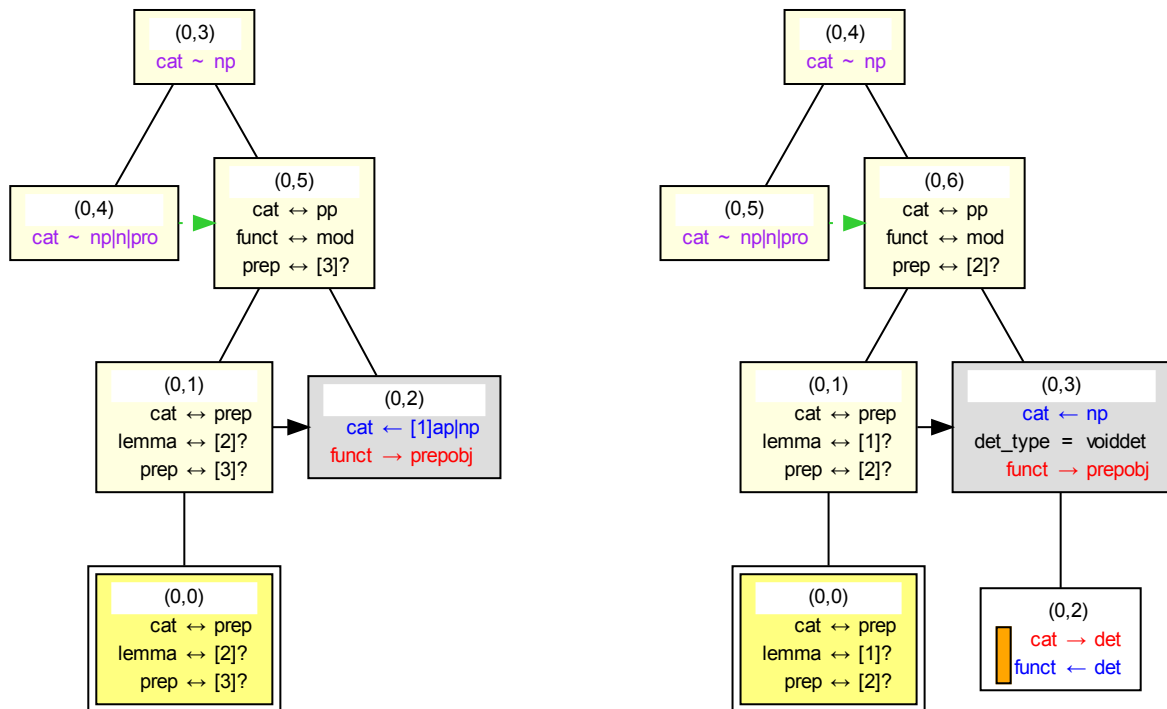 (0,3)
cat ~ np
(0,5)
cat ↔ pp
funct ↔ mod
prep ↔ [3]?
(0,4)
cat ~ np|n|pro
(0,1)
cat ↔ prep
lemma ↔ [2]?
prep ↔ [3]?
(0,2)
cat ← [1]ap|np
funct → prepobj
(0,0)
cat ↔ prep
lemma ↔ [2]?
prep ↔ [3]?
(0,4)
cat ~ np
(0,6)
cat ↔ pp
funct ↔ mod
prep ↔ [2]?
(0,5)
cat ~ np|n|pro
(0,1)
cat ↔ prep
lemma ↔ [1]?
prep ↔ [2]?
(0,3)
cat ← np
det_type = voiddet
funct → prepobj
(0,0)
cat ↔ prep
lemma ↔ [1]?
prep ↔ [2]?
(0,2)
cat → det
funct ← det